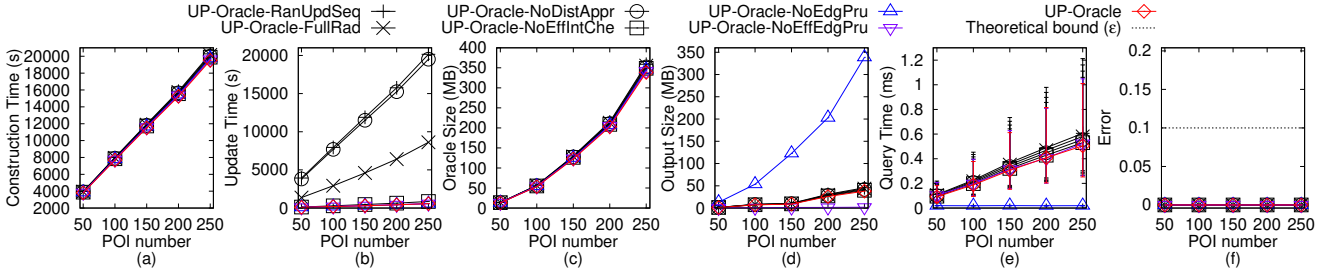 UP-Oracle-RanUpdSeq
UP-Oracle-FullRad
UP-Oracle-NoDistAppr
UP-Oracle-NoEffIntChe
UP-Oracle-NoEdgPru
UP-Oracle-NoEffEdgPru
UP-Oracle
Theoretical bound (ε)
Construction Time (s)
20000
18000
16000
14000
12000
10000
8000
6000
4000
2000
50 100 150 200 250
POI number
(a)
Update Time (s)
20000
15000
10000
5000
0
50 100 150 200 250
POI number
(b)
Oracle Size (MB)
400
350
300
250
200
150
100
50
0
50 100 150 200 250
POI number
(c)
Output Size (MB)
350
300
250
200
150
100
50
0
50 100 150 200 250
POI number
(d)
Query Time (ms)
1.2
1
0.8
0.6
0.4
0.2
0
50 100 150 200 250
POI number
(e)
Error
0.2
0.15
0.1
0.05
0
50 100 150 200 250
POI number
(f)